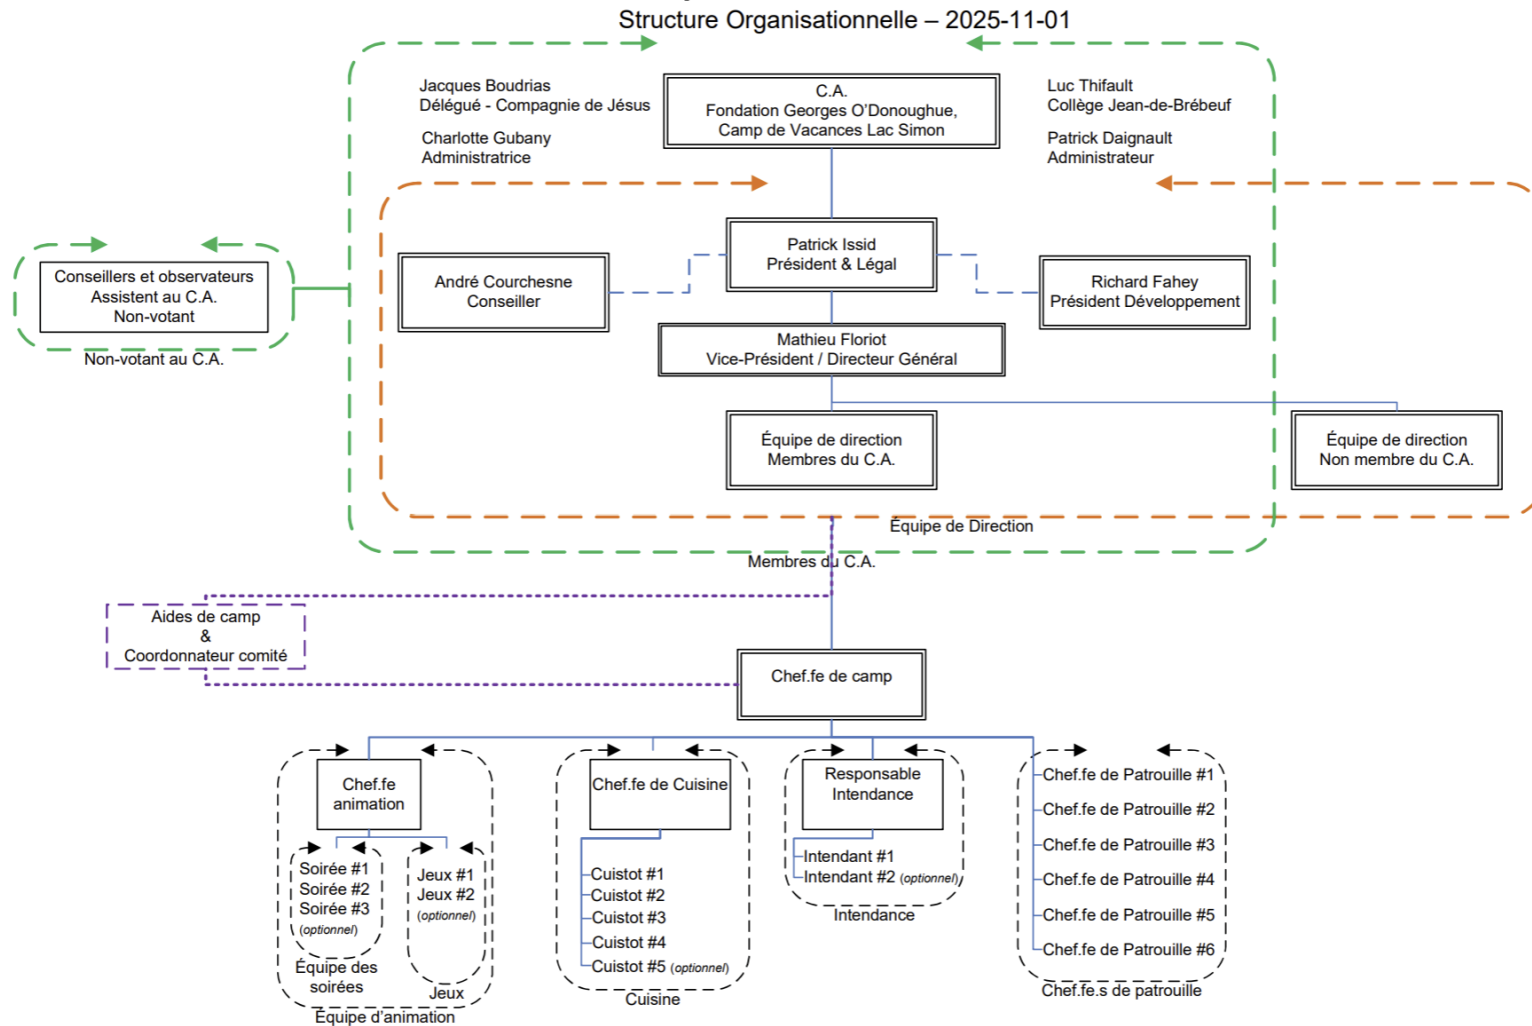 Structure Organisationnelle – 2025-11-01
Jacques Boudrias
Délégué - Compagnie de Jésus
Charlotte Gubany
Administratrice
C.A.
Fondation Georges O'Donoughue,
Camp de Vacances Lac Simon
Luc Thifault
Collège Jean-de-Brébeuf
Patrick Daignault
Administrateur
Conseillers et observateurs
Assistent au C.A.
Non-votant
Non-votant au C.A.
André Courchesne
Conseiller
Patrick Issid
Président & Légal
Richard Fahey
Président Développement
Mathieu Floriot
Vice-Président / Directeur Général
Équipe de direction
Membres du C.A.
Équipe de direction
Non membre du C.A.
Équipe de Direction
Membres du C.A.
Aides de camp
&
Coordonnateur comité
Chef.fe de camp
Chef.fe
animation
Soirée #1
Soirée #2
Soirée #3
(optionnel)
Équipe des
soirées
Jeux #1
Jeux #2
(optionnel)
Jeux
Équipe d'animation
Chef.fe de Cuisine
Cuistot #1
Cuistot #2
Cuistot #3
Cuistot #4
Cuistot #5 (optionnel)
Cuisine
Responsable
Intendance
Intendant #1
Intendant #2 (optionnel)
Intendance
Chef.fe de Patrouille #1
Chef.fe de Patrouille #2
Chef.fe de Patrouille #3
Chef.fe de Patrouille #4
Chef.fe de Patrouille #5
Chef.fe de Patrouille #6
Chef.fe.s de patrouille